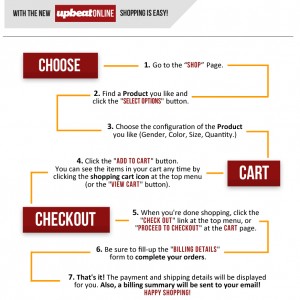 WITH THE NEW upbeatONLINE SHOPPING IS EASY!
CHOOSE
1. Go to the "SHOP" Page.
2. Find a Product you like and
click the "SELECT OPTIONS" button.
3. Choose the configuration of the Product
you like (Gender, Color, Size, Quantity.)
4. Click the "ADD TO CART" button.
You can see the items in your cart any time by
clicking the shopping cart icon at the top menu
(or the "VIEW CART" button).
CART
CHECKOUT
5. When you're done shopping, click the
"CHECK OUT" link at the top menu, or
"PROCEED TO CHECKOUT" at the CART page.
6. Be sure to fill-up the "BILLING DETAILS"
form to complete your orders.
7. That's it! The payment and shipping details will be displayed
for you. Also, a billing summary will be sent to your email!
HAPPY SHOPPING!